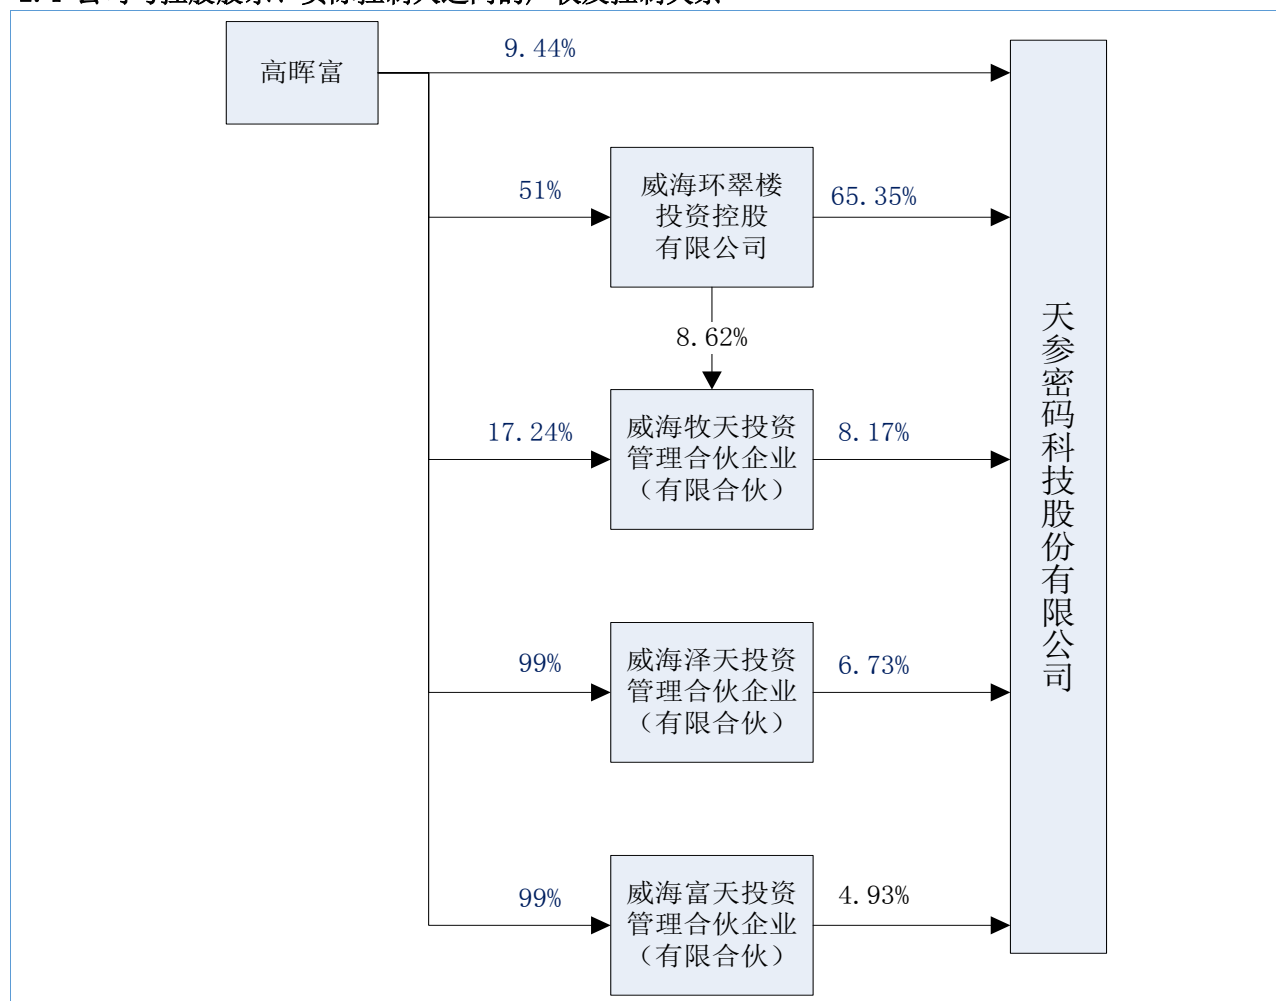 高晖富
9.44%
51%
威海环翠楼
投资控股
有限公司
65.35%
8.62%
17.24%
威海牧天投资
管理合伙企业
（有限合伙）
8.17%
99%
威海泽天投资
管理合伙企业
（有限合伙）
6.73%
99%
威海富天投资
管理合伙企业
（有限合伙）
4.93%
天参密码科技股份有限公司